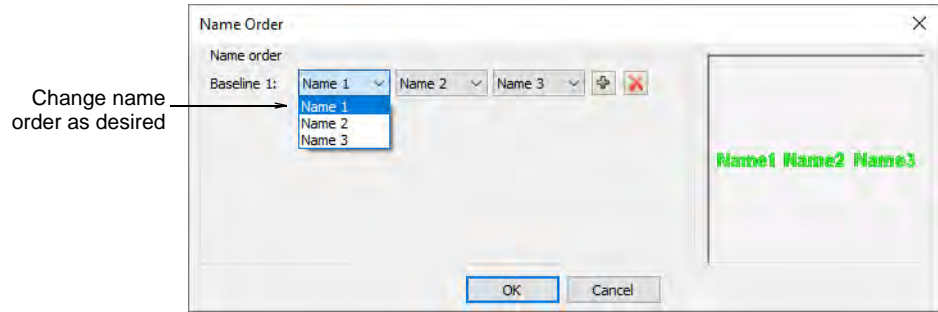 Name Order
Name order
Baseline 1: Name 1 Name 2 Name 3
Change name
order as desired
Name 1
Name 2
Name 3
Name1 Name2 Name3
OK Cancel